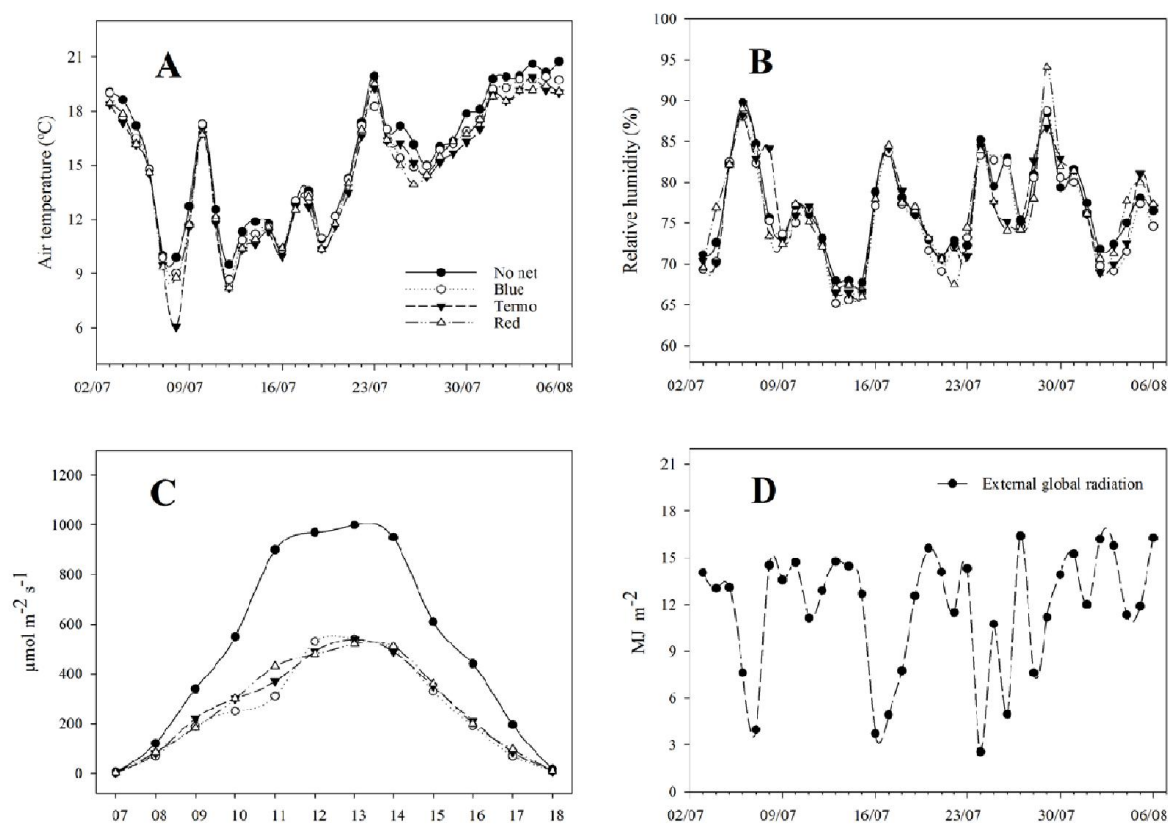 A
Air temperature (ºC)
21
18
15
12
9
6
No net
Blue
Termo
Red
02/07 09/07 16/07 23/07 30/07 06/08
B
Relative humidity (%)
100
95
90
85
80
75
70
65
60
02/07 09/07 16/07 23/07 30/07 06/08
C
µmol m-2 s-1
1200
1000
800
600
400
200
0
07 08 09 10 11 12 13 14 15 16 17 18
D
External global radiation
MJ m-2
21
18
15
12
9
6
3
0
02/07 09/07 16/07 23/07 30/07 06/08